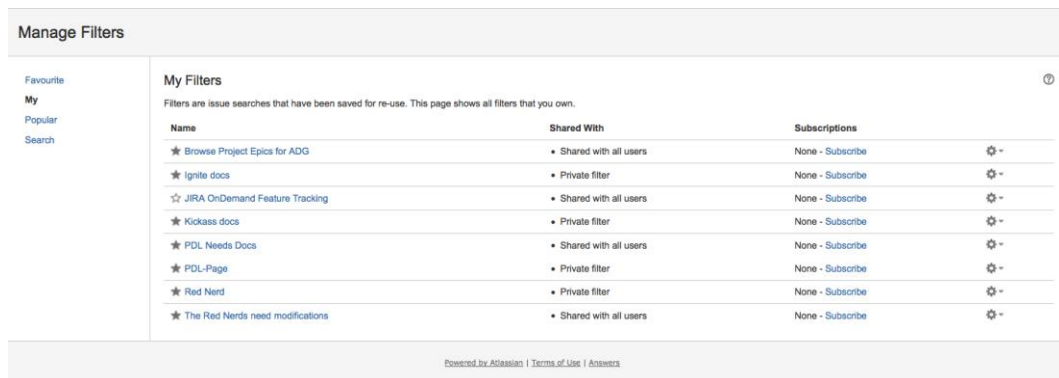 Manage Filters
Favourite
My
Popular
Search
My Filters
Filters are issue searches that have been saved for re-use. This page shows all filters that you own.
Name Shared With Subscriptions
Browse Project Epics for ADG • Shared with all users None - Subscribe
Ignite docs • Private filter None - Subscribe
JIRA OnDemand Feature Tracking • Shared with all users None - Subscribe
Kickass docs • Private filter None - Subscribe
PDL Needs Docs • Shared with all users None - Subscribe
PDL-Page • Private filter None - Subscribe
Red Nerd • Private filter None - Subscribe
The Red Nerds need modifications • Shared with all users None - Subscribe
Powered by Atlassian | Terms of Use | Answers